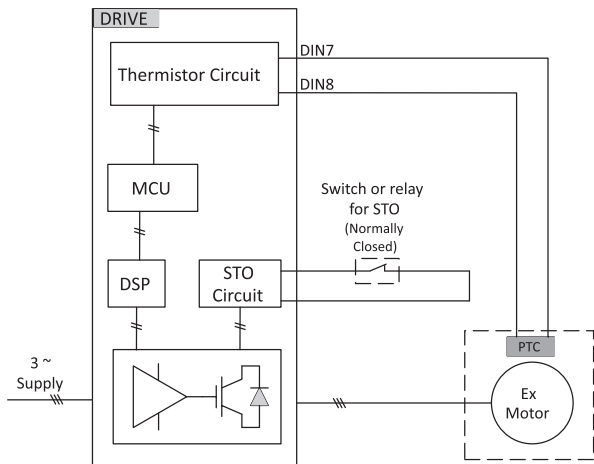 DRIVE
Thermistor Circuit
DIN7
DIN8
MCU
Switch or relay
for STO
(Normally
Closed)
DSP
STO
Circuit
3 ~
Supply
PTC
Ex
Motor